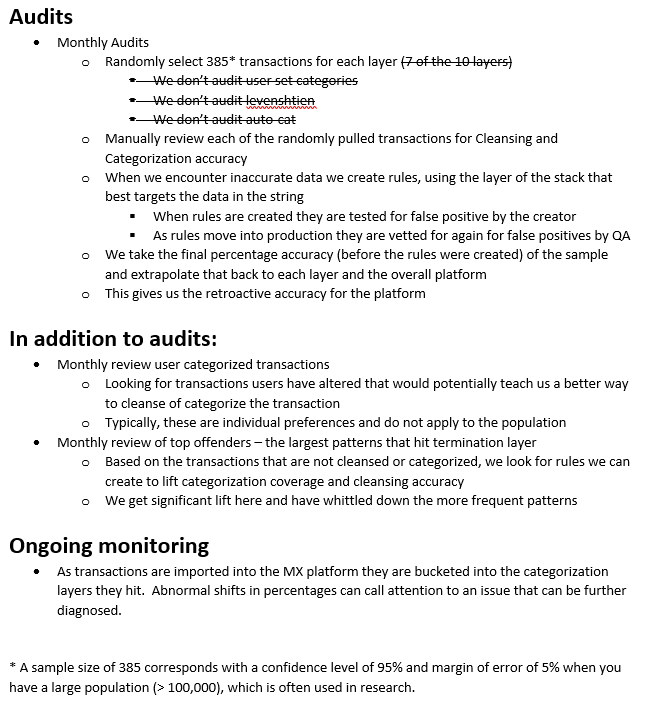 Audits
• Monthly Audits
o Randomly select 385* transactions for each layer (7 of the 10 layers)
▪ We don’t audit user set categories
▪ We don’t audit levenshtien
▪ We don’t audit auto cat
o Manually review each of the randomly pulled transactions for Cleansing and
Categorization accuracy
o When we encounter inaccurate data we create rules, using the layer of the stack that
best targets the data in the string
▪ When rules are created they are tested for false positive by the creator
▪ As rules move into production they are vetted for again for false positives by QA
o We take the final percentage accuracy (before the rules were created) of the sample
and extrapolate that back to each layer and the overall platform
o This gives us the retroactive accuracy for the platform
In addition to audits:
• Monthly review user categorized transactions
o Looking for transactions users have altered that would potentially teach us a better way
to cleanse of categorize the transaction
o Typically, these are individual preferences and do not apply to the population
• Monthly review of top offenders – the largest patterns that hit termination layer
o Based on the transactions that are not cleansed or categorized, we look for rules we can
create to lift categorization coverage and cleansing accuracy
o We get significant lift here and have whittled down the more frequent patterns
Ongoing monitoring
• As transactions are imported into the MX platform they are bucketed into the categorization
layers they hit.  Abnormal shifts in percentages can call attention to an issue that can be further
diagnosed.
* A sample size of 385 corresponds with a confidence level of 95% and margin of error of 5% when you
have a large population (> 100,000), which is often used in research.